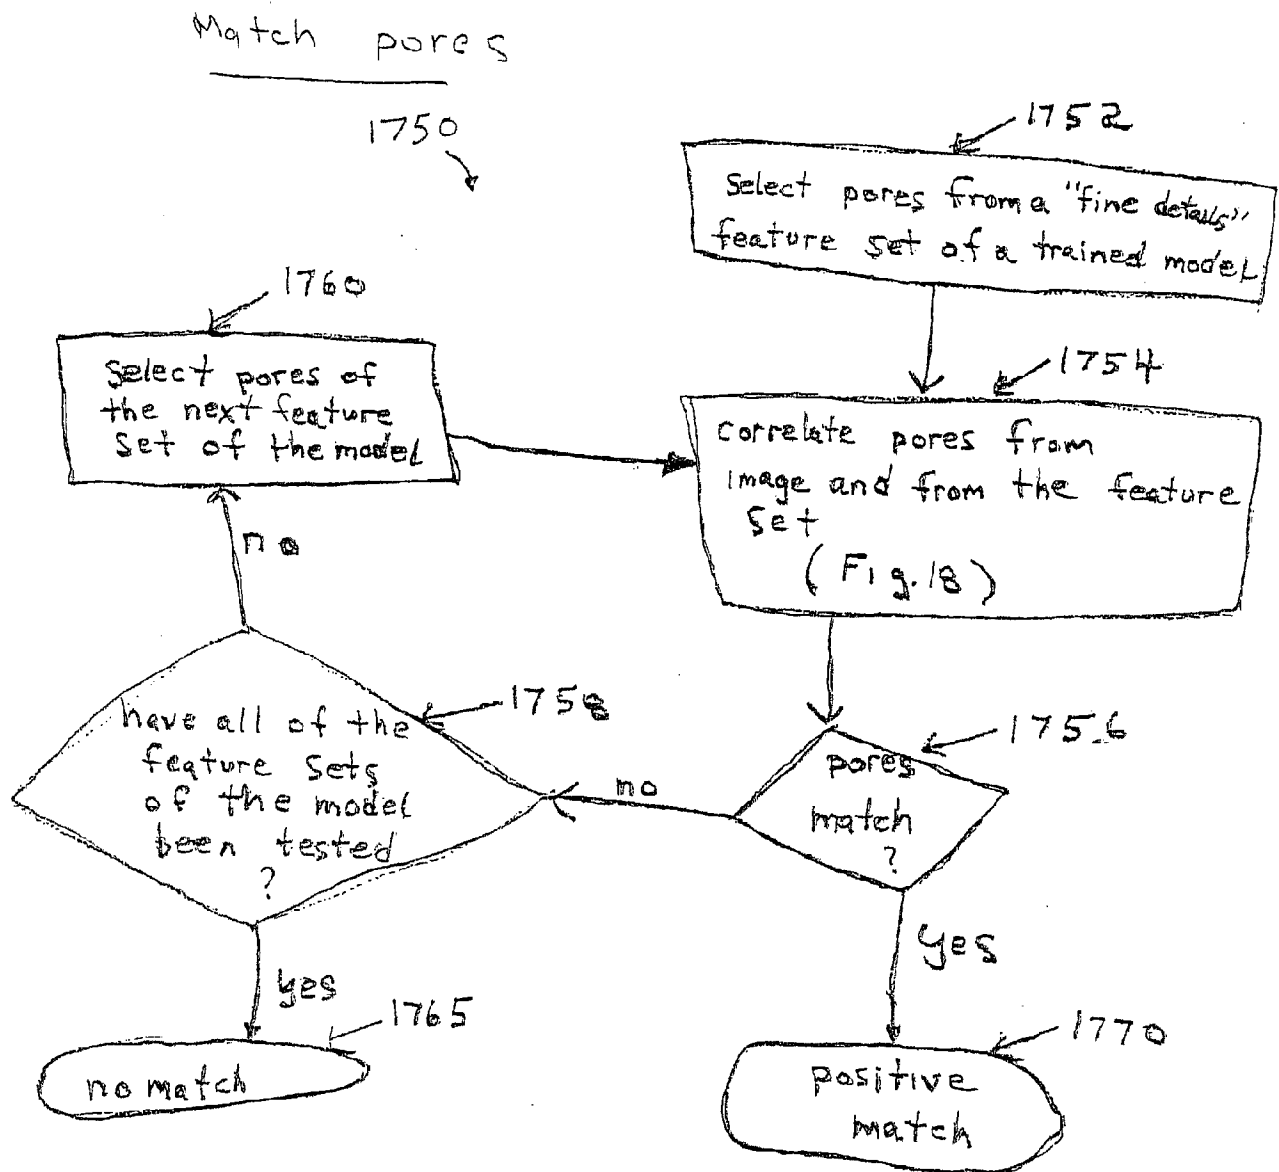 Match pores
1750
1752
Select pores from a "fine details"
feature set of a trained model
1760
Select pores of
the next feature
set of the model
1754
correlate pores from
image and from the feature
set
(Fig. 18)
no
1758
have all of the
feature sets
of the model
been tested
?
no
1756
pores
match
?
yes
1765
no match
yes
1770
positive
match